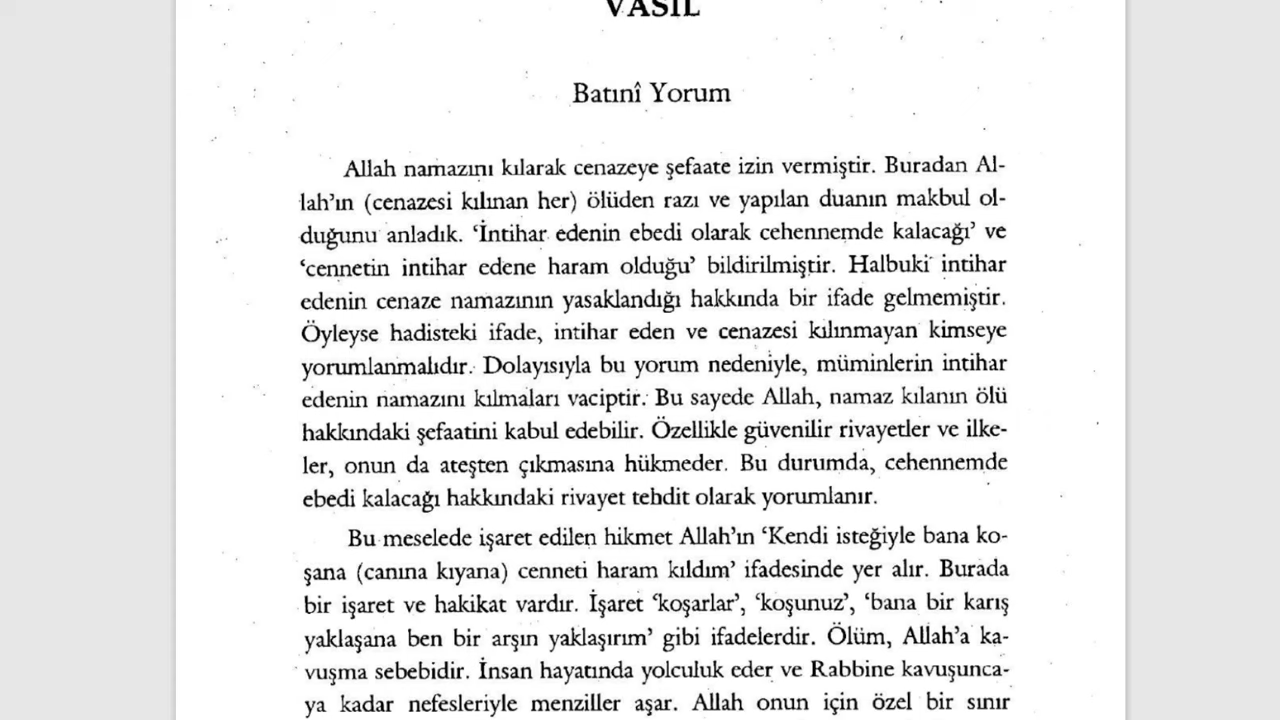 VASIL
Batınî Yorum
Allah namazını kılarak cenazeye şefaate izin vermiştir. Buradan Al-
lah’ın (cenazesi kılınan her) ölüden razı ve yapılan duanın makbul ol-
duğunu anladık. ‘İntihar edenin ebedi olarak cehennemde kalacağı’ ve
‘cennetin intihar edene haram olduğu’ bildirilmiştir. Halbuki intihar
edenin cenaze namazının yasaklandığı hakkında bir ifade gelmemiştir.
Öyleyse hadisteki ifade, intihar eden ve cenazesi kılınmayan kimseye
yorumlanmalıdır. Dolayısıyla bu yorum nedeniyle, müminlerin intihar
edenin namazını kılmaları vaciptir. Bu sayede Allah, namaz kılanın ölü
hakkındaki şefaatini kabul edebilir. Özellikle güvenilir rivayetler ve ilke-
ler, onun da ateşten çıkmasına hükmeder. Bu durumda, cehennemde
ebedi kalacağı hakkındaki rivayet tehdit olarak yorumlanır.
Bu meselede işaret edilen hikmet Allah’ın ‘Kendi isteğiyle bana ko-
şana (canına kıyana) cenneti haram kıldım’ ifadesinde yer alır. Burada
bir işaret ve hakikat vardır. İşaret ‘koşarlar’, ‘koşunuz’, ‘bana bir karış
yaklaşana ben bir arşın yaklaşırım’ gibi ifadelerdir. Ölüm, Allah’a ka-
vuşma sebebidir. İnsan hayatında yolculuk eder ve Rabbine kavuşunca-
ya kadar nefesleriyle menziller aşar. Allah onun için özel bir sınır